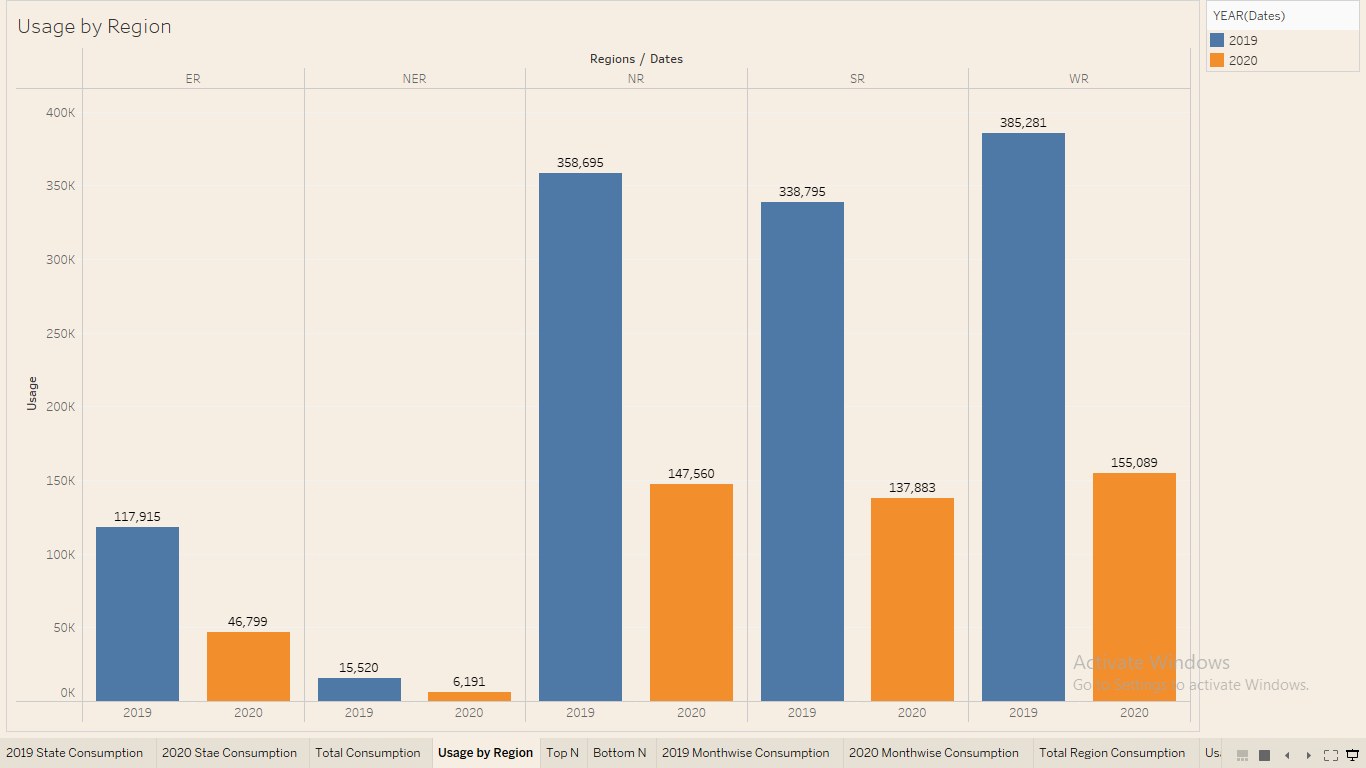 Usage by Region
YEAR(Dates)
2019
2020
Regions / Dates
ER NER NR SR WR
Usage
400K
350K
300K
250K
200K
150K
100K
50K
0K
117,915
46,799
15,520
6,191
358,695
147,560
338,795
137,883
385,281
155,089
2019 2020 2019 2020 2019 2020 2019 2020 2019 2020
Activate Windows
Go to Settings to activate Windows.
2019 State Consumption 2020 Stae Consumption Total Consumption Usage by Region Top N Bottom N 2019 Monthwise Consumption 2020 Monthwise Consumption Total Region Consumption